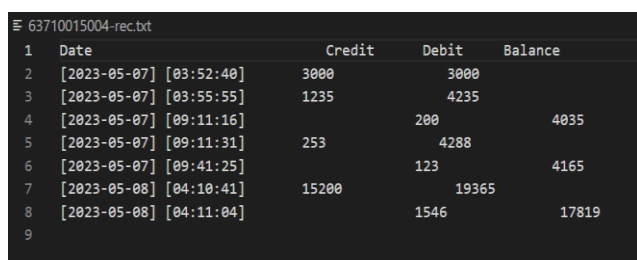 63710015004-rec.txt
1 Date Credit Debit Balance
2 [2023-05-07] [03:52:40] 3000 3000
3 [2023-05-07] [03:55:55] 1235 4235
4 [2023-05-07] [09:11:16] 200 4035
5 [2023-05-07] [09:11:31] 253 4288
6 [2023-05-07] [09:41:25] 123 4165
7 [2023-05-08] [04:10:41] 15200 19365
8 [2023-05-08] [04:11:04] 1546 17819
9